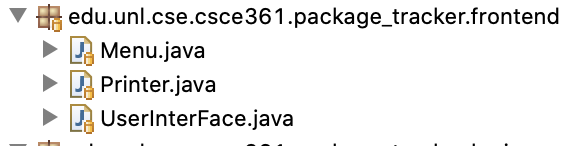 edu.unl.cse.csce361.package_tracker.frontend
Menu.java
Printer.java
UserInterFace.java